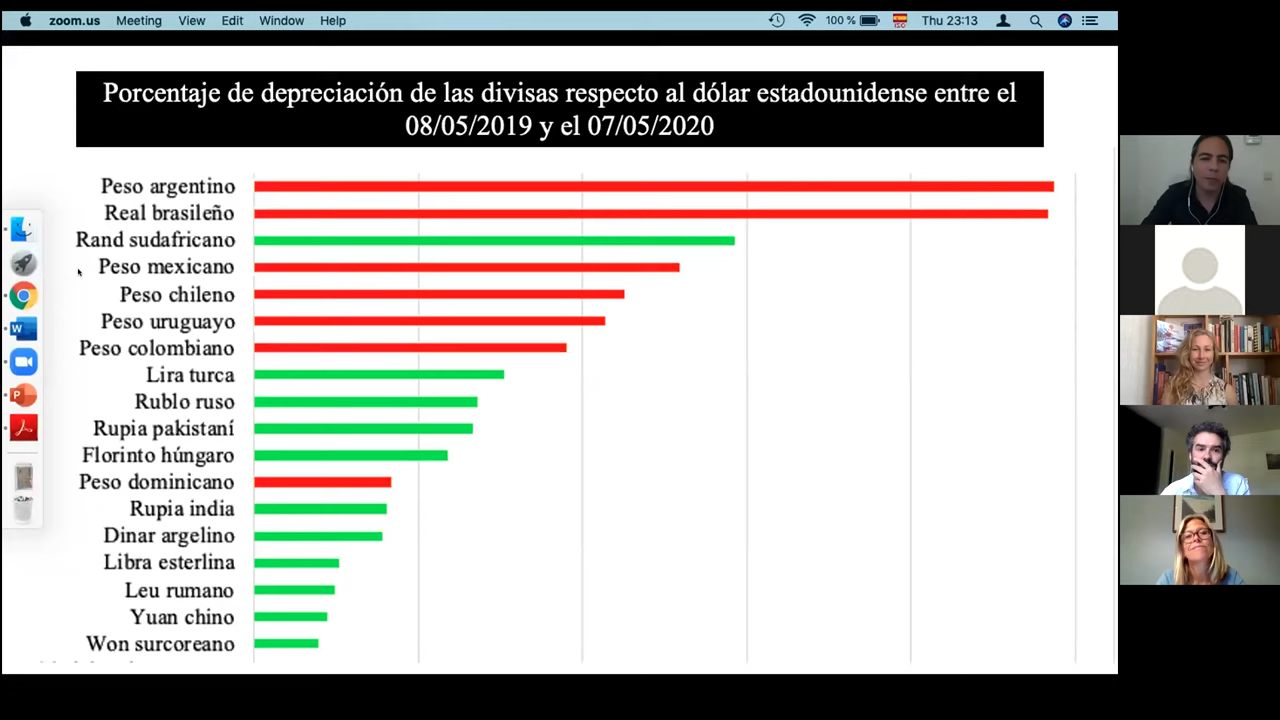 zoom.us Meeting View Edit Window Help 100 % ISO Thu 23:13
Porcentaje de depreciación de las divisas respecto al dólar estadounidense entre el
08/05/2019 y el 07/05/2020
Peso argentino
Real brasileño
Rand sudafricano
Peso mexicano
Peso chileno
Peso uruguayo
Peso colombiano
Lira turca
Rublo ruso
Rupia pakistaní
Florinto húngaro
Peso dominicano
Rupia india
Dinar argelino
Libra esterlina
Leu rumano
Yuan chino
Won surcoreano
W
P